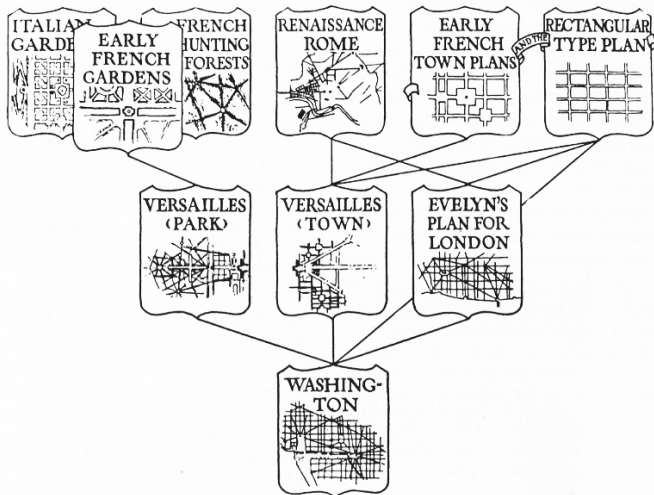 ITALIAN
GARDE
EARLY
FRENCH
GARDENS
FRENCH
HUNTING
FORESTS
RENAISSANCE
ROME
EARLY
FRENCH
TOWN PLANS
AND THE
RECTANGULAR
TYPE PLAN
VERSAILLES
(PARK)
VERSAILLES
(TOWN)
EVELYN'S
PLAN FOR
LONDON
WASHING-
TON